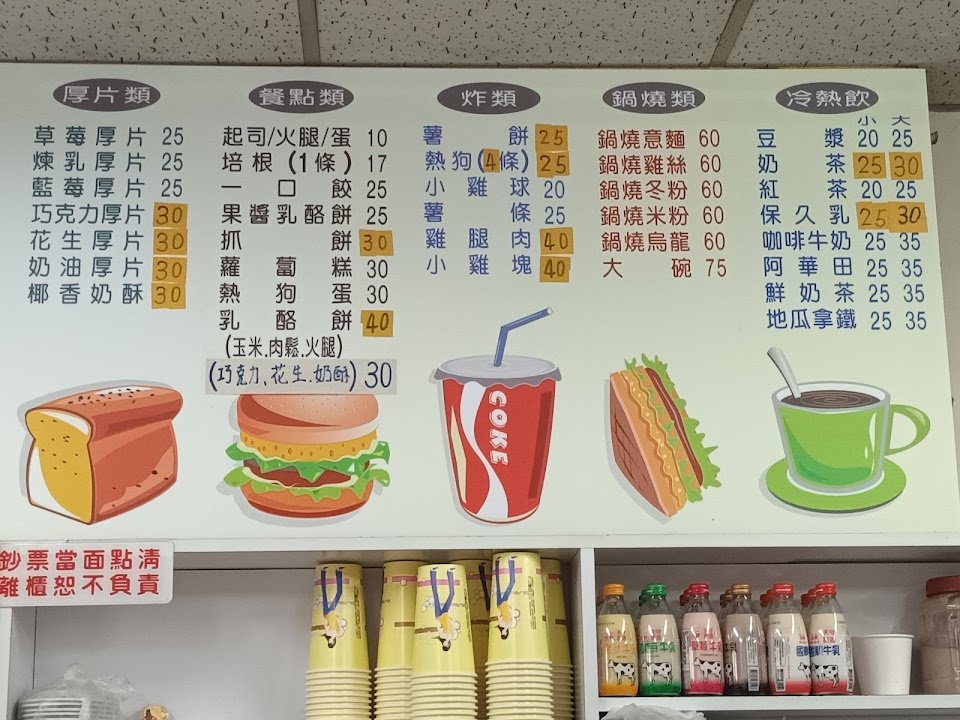 厚片類
草莓厚片 25
煉乳厚片 25
藍莓厚片 25
巧克力厚片 30
花生厚片 30
奶油厚片 30
椰香奶酥 30
餐點類
起司/火腿/蛋 10
培根(1條) 17
一口餃 25
果醬乳酪餅 25
抓餅 30
蘿蔔糕 30
熱狗蛋 30
乳酪餅 40
(玉米.肉鬆.火腿)
(巧克力、花生.奶酥) 30
炸類
薯餅 25
熱狗(4條) 25
小雞球 20
薯條 25
雞腿肉 40
小雞塊 40
鍋燒類
鍋燒意麵 60
鍋燒雞絲 60
鍋燒冬粉 60
鍋燒米粉 60
鍋燒烏龍 60
大碗 75
冷熱飲
小 大
豆漿 20 25
奶茶 25 30
紅茶 20 25
保久乳 25 30
咖啡牛奶 25 35
阿華田 25 35
鮮奶茶 25 35
地瓜拿鐵 25 35
COKE
鈔票當面點清
離櫃恕不負責